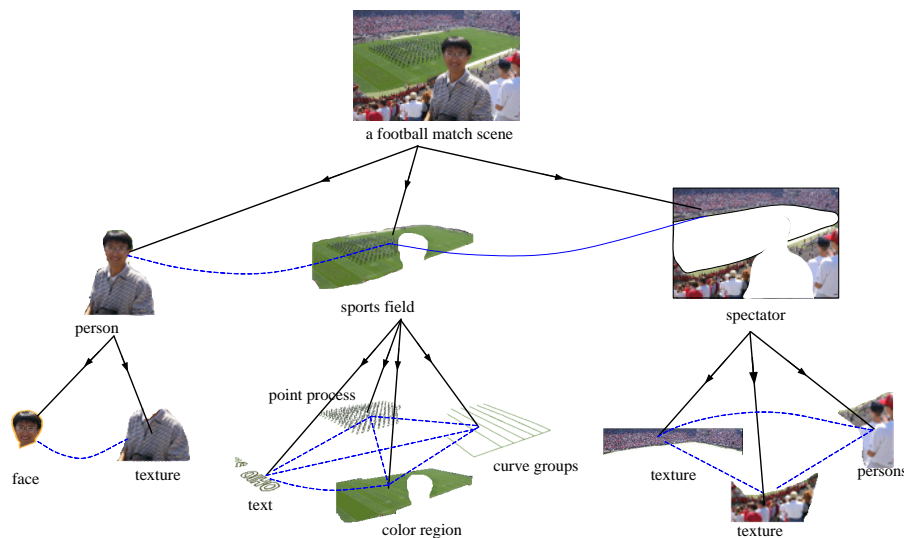 a football match scene
person
sports field
spectator
point process
face
texture
text
color region
curve groups
texture
texture
persons
OHIO